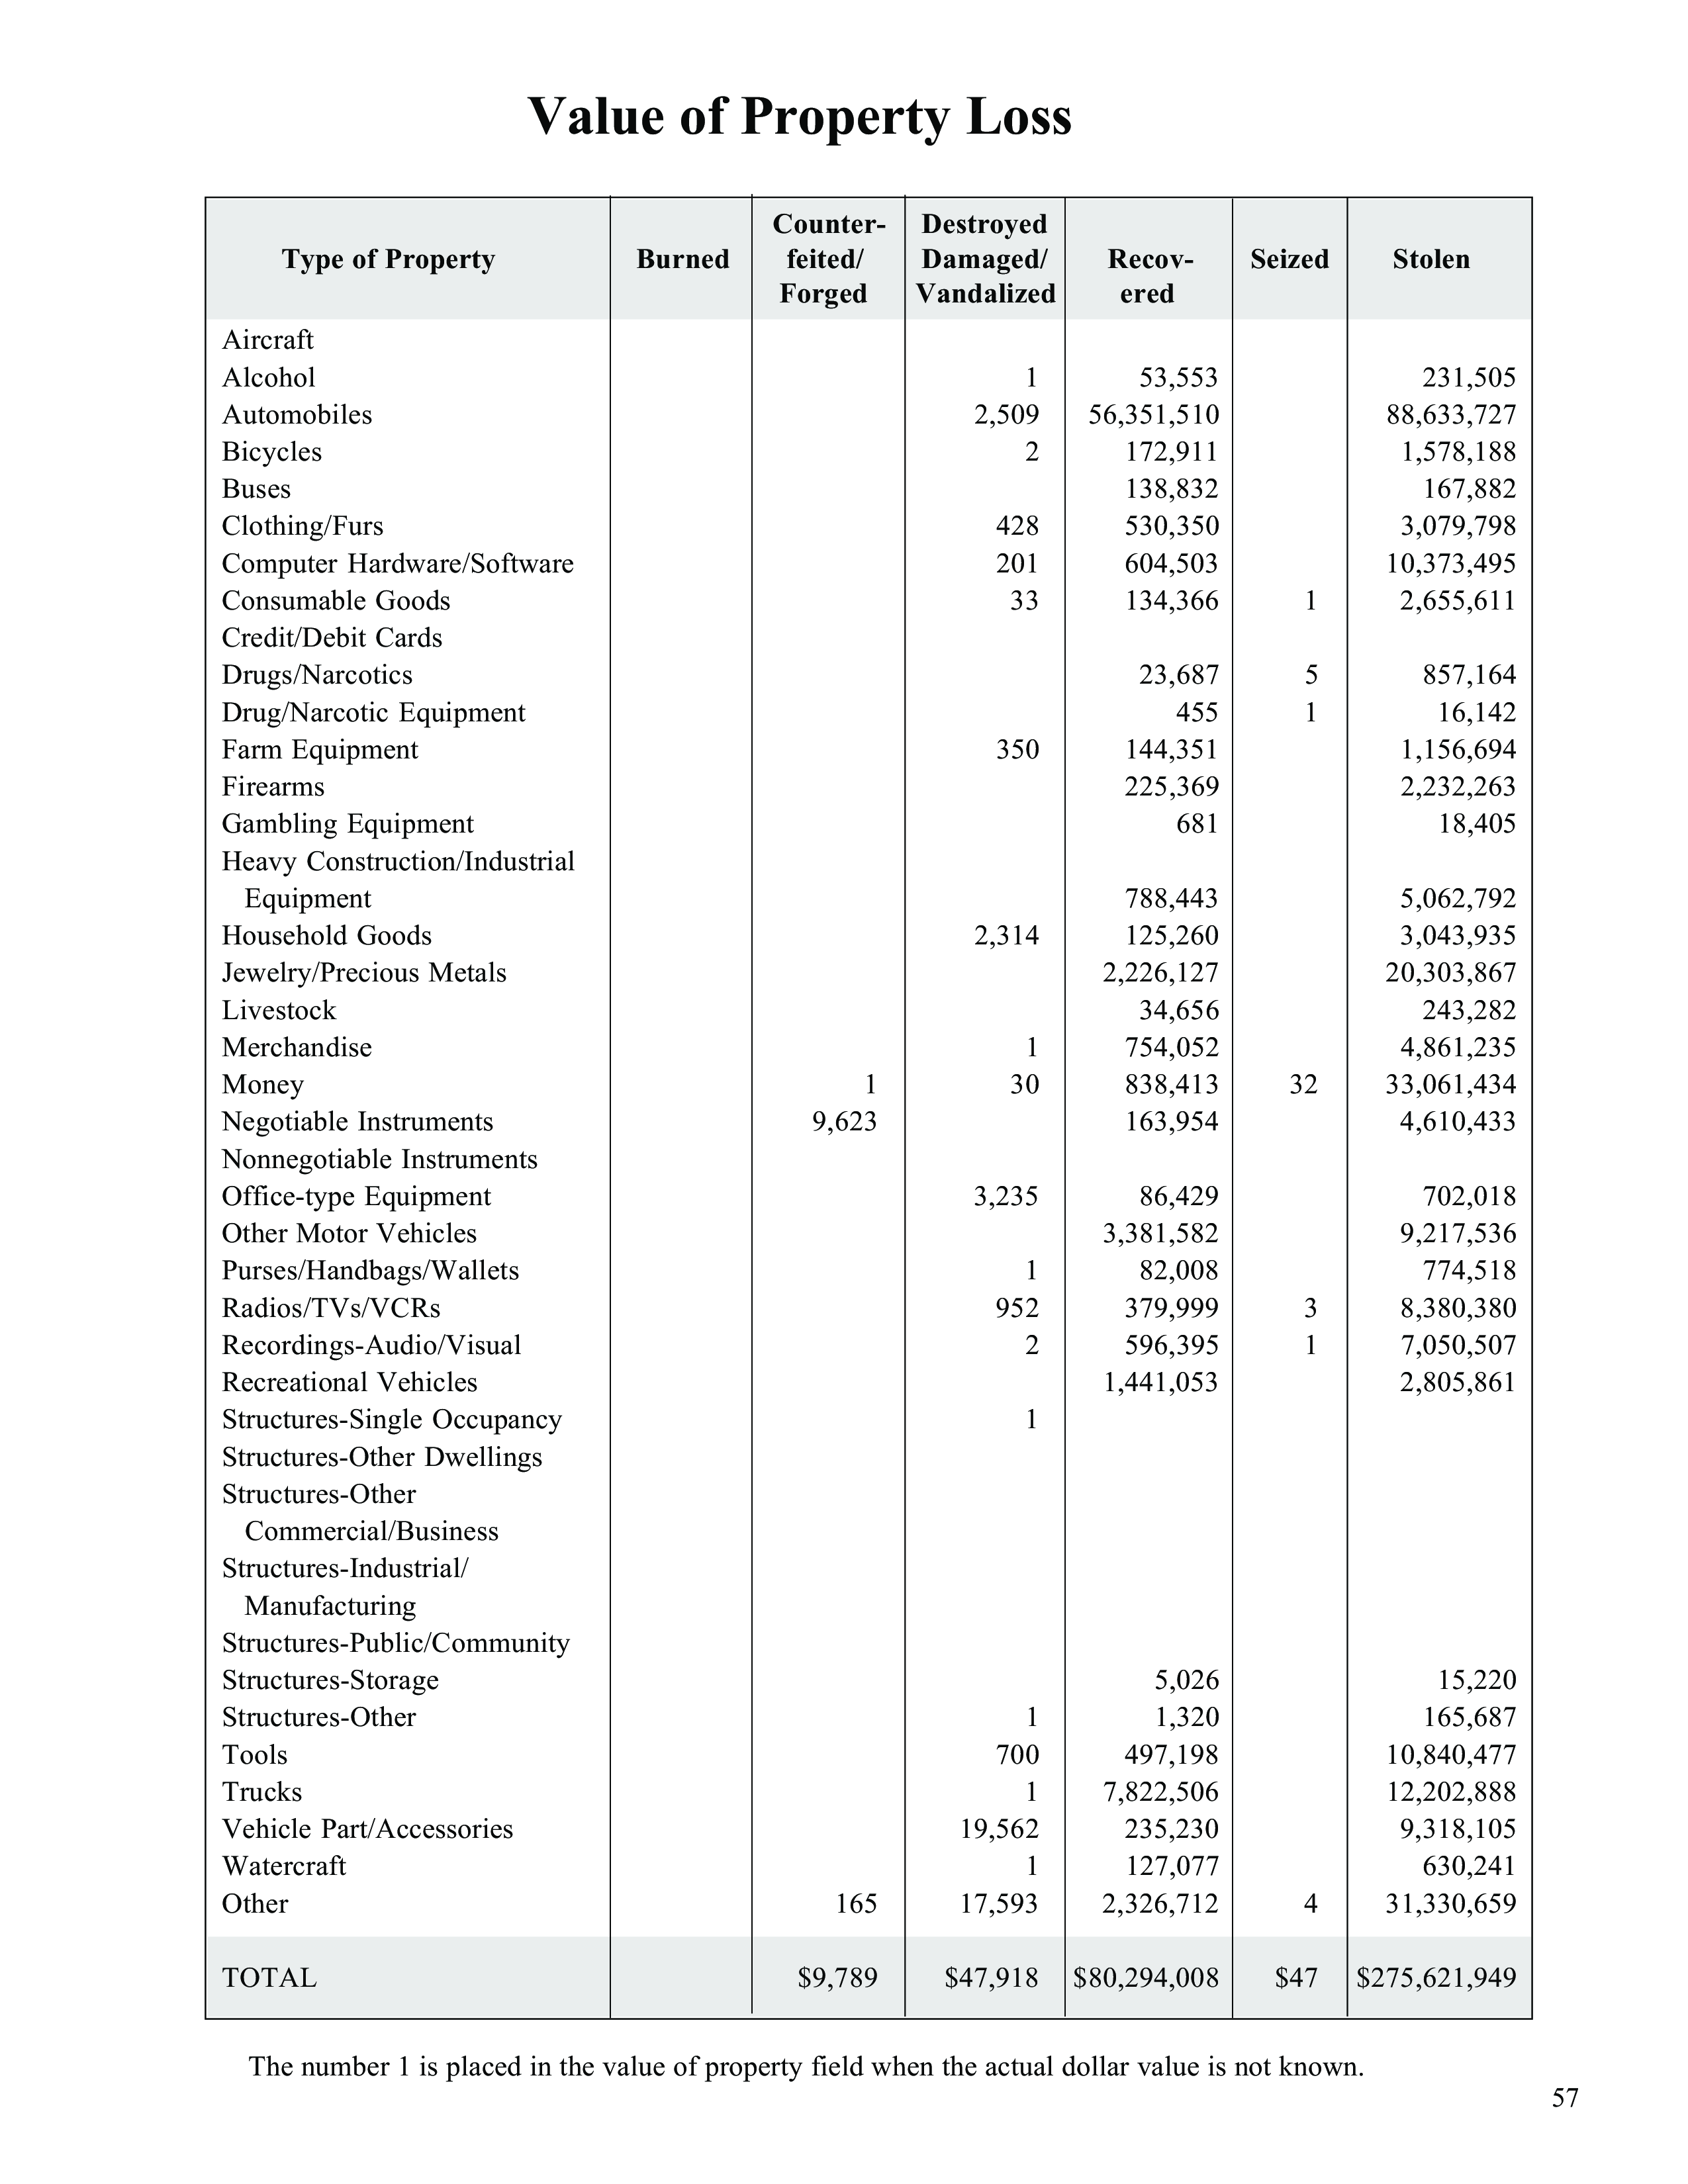 Value of Property Loss
Type of Property Burned Counter- feited/ Forged Destroyed Damaged/ Vandalized Recov- ered Seized Stolen
Aircraft
Alcohol 1 53,553 231,505
Automobiles 2,509 56,351,510 88,633,727
Bicycles 2 172,911 1,578,188
Buses 138,832 167,882
Clothing/Furs 428 530,350 3,079,798
Computer Hardware/Software 201 604,503 10,373,495
Consumable Goods 33 134,366 1 2,655,611
Credit/Debit Cards
Drugs/Narcotics 23,687 5 857,164
Drug/Narcotic Equipment 455 1 16,142
Farm Equipment 350 144,351 1,156,694
Firearms 225,369 2,232,263
Gambling Equipment 681 18,405
Heavy Construction/Industrial
Equipment 788,443 5,062,792
Household Goods 2,314 125,260 3,043,935
Jewelry/Precious Metals 2,226,127 20,303,867
Livestock 34,656 243,282
Merchandise 1 754,052 4,861,235
Money 1 30 838,413 32 33,061,434
Negotiable Instruments 9,623 163,954 4,610,433
Nonnegotiable Instruments
Office-type Equipment 3,235 86,429 702,018
Other Motor Vehicles 3,381,582 9,217,536
Purses/Handbags/Wallets 1 82,008 774,518
Radios/TVs/VCRs 952 379,999 3 8,380,380
Recordings-Audio/Visual 2 596,395 1 7,050,507
Recreational Vehicles 1,441,053 2,805,861
Structures-Single Occupancy 1
Structures-Other Dwellings
Structures-Other
Commercial/Business
Structures-Industrial/
Manufacturing
Structures-Public/Community
Structures-Storage 5,026 15,220
Structures-Other 1 1,320 165,687
Tools 700 497,198 10,840,477
Trucks 1 7,822,506 12,202,888
Vehicle Part/Accessories 19,562 235,230 9,318,105
Watercraft 1 127,077 630,241
Other 165 17,593 2,326,712 4 31,330,659
TOTAL $9,789 $47,918 $80,294,008 $47 $275,621,949
The number 1 is placed in the value of property field when the actual dollar value is not known.
57